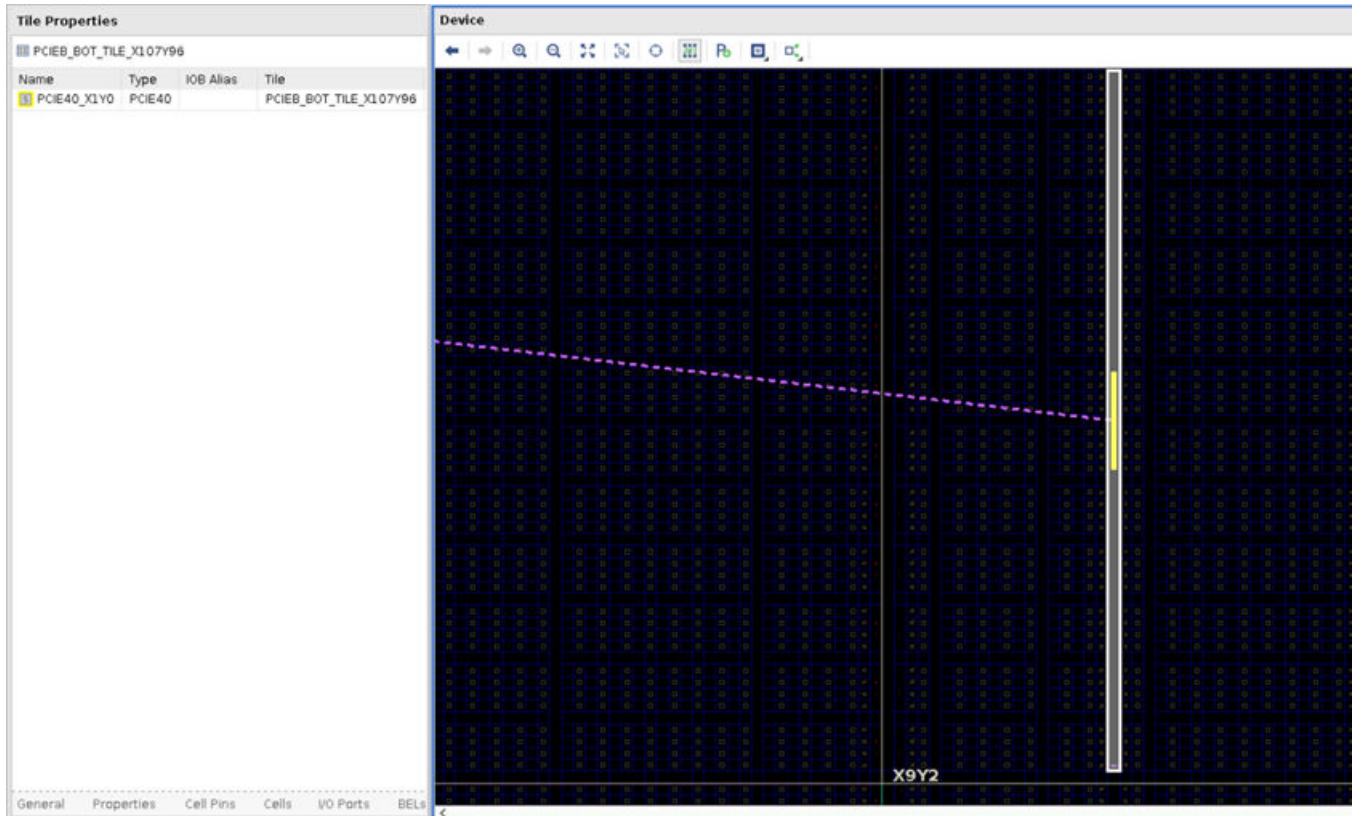 Tile Properties
PCIEB_BOT_TILE_X107Y96
Name Type IOB Alias Tile
PCIE40_X1Y0 PCIE40 PCIEB_BOT_TILE_X107Y96
General Properties Cell Pins Cells I/O Ports BELs
Device
X9Y2